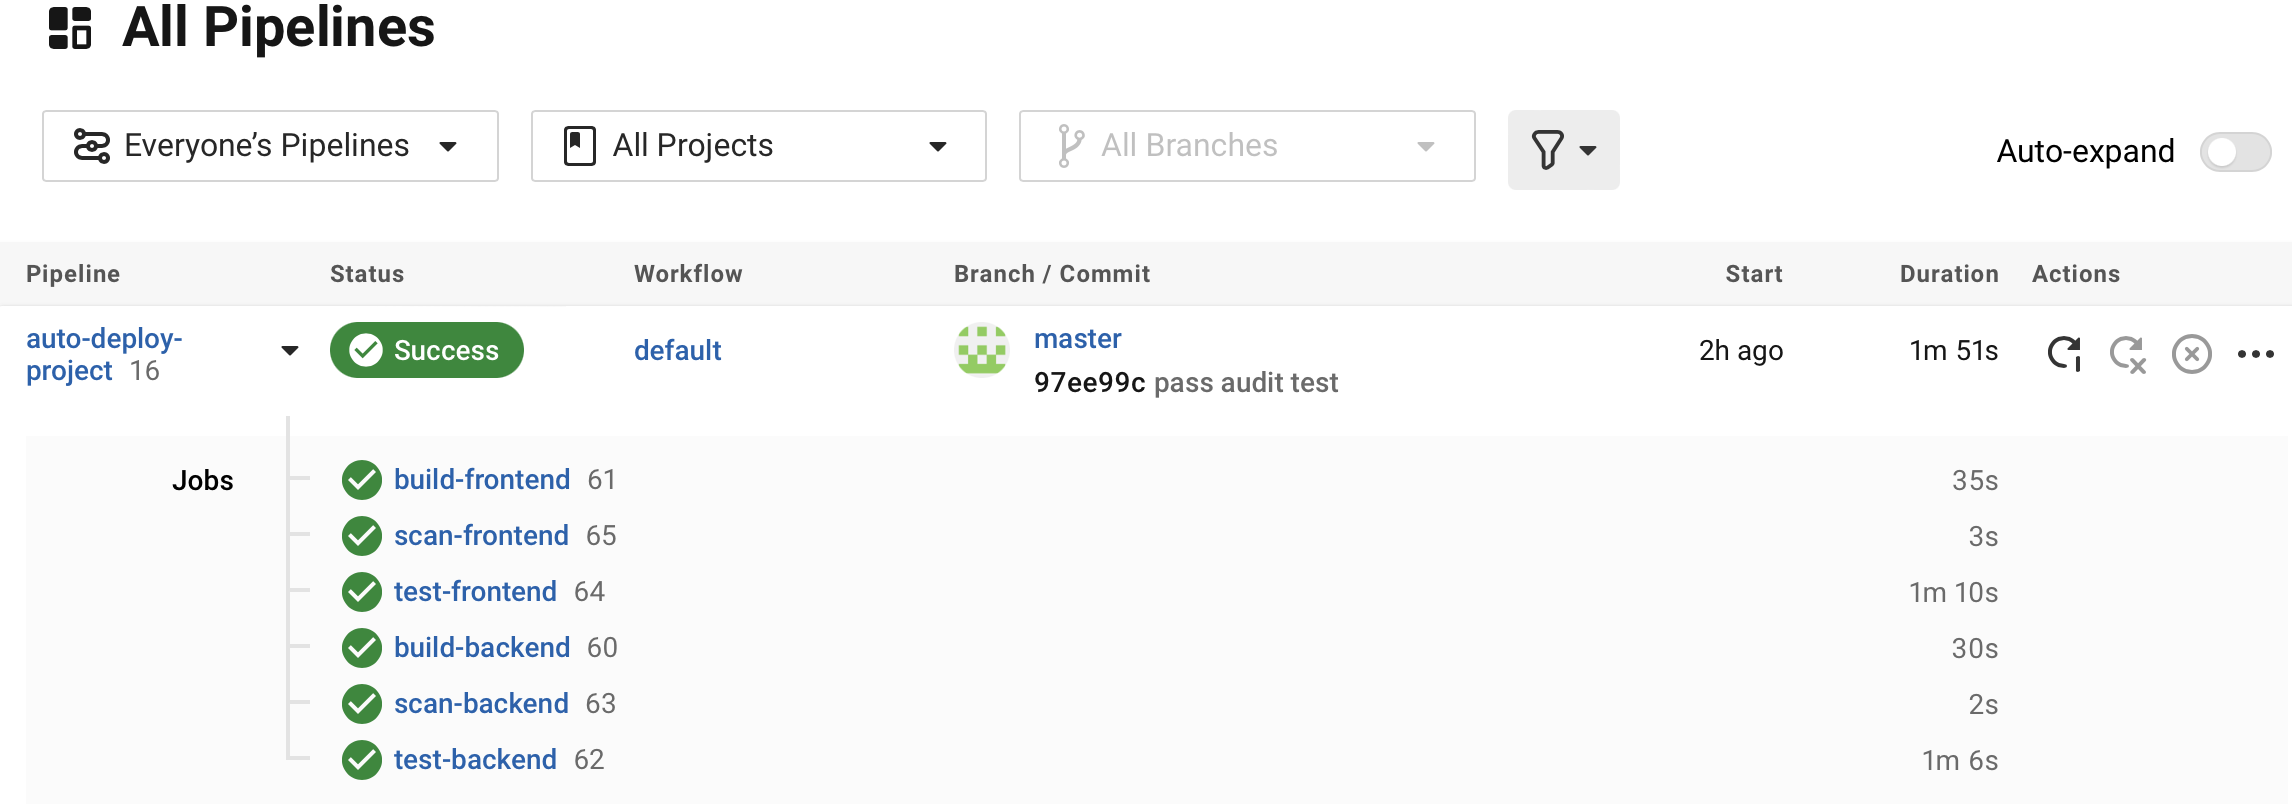 All Pipelines
Everyone’s Pipelines
All Projects
All Branches
Auto-expand
Pipeline Status Workflow Branch / Commit Start Duration Actions
auto-deploy-
project 16
Success
default
master
97ee99c pass audit test
2h ago
1m 51s
Jobs
build-frontend 61 35s
scan-frontend 65 3s
test-frontend 64 1m 10s
build-backend 60 30s
scan-backend 63 2s
test-backend 62 1m 6s